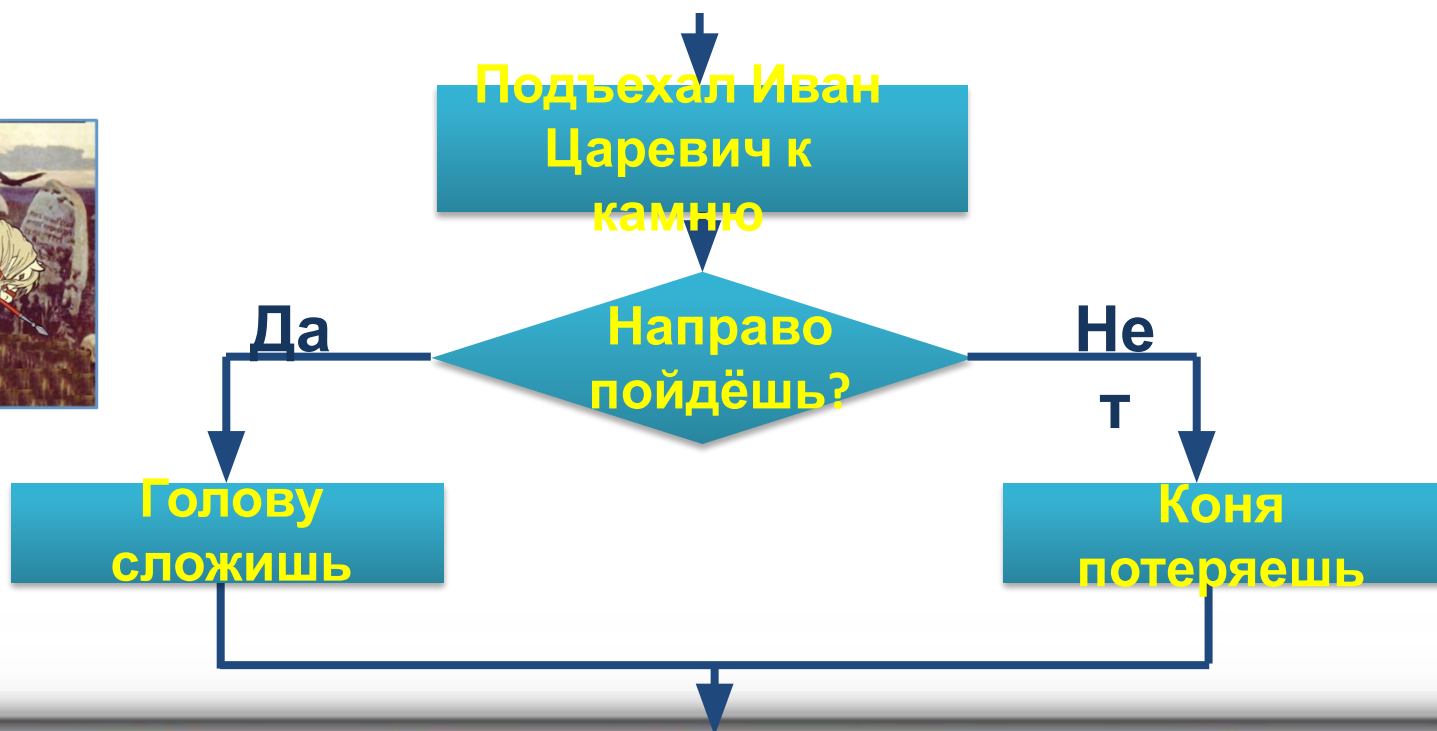 Подъехал Иван
Царевич к
камню
Да
Направо
пойдёшь?
Не
т
Голову
сложишь
Коня
потеряешь